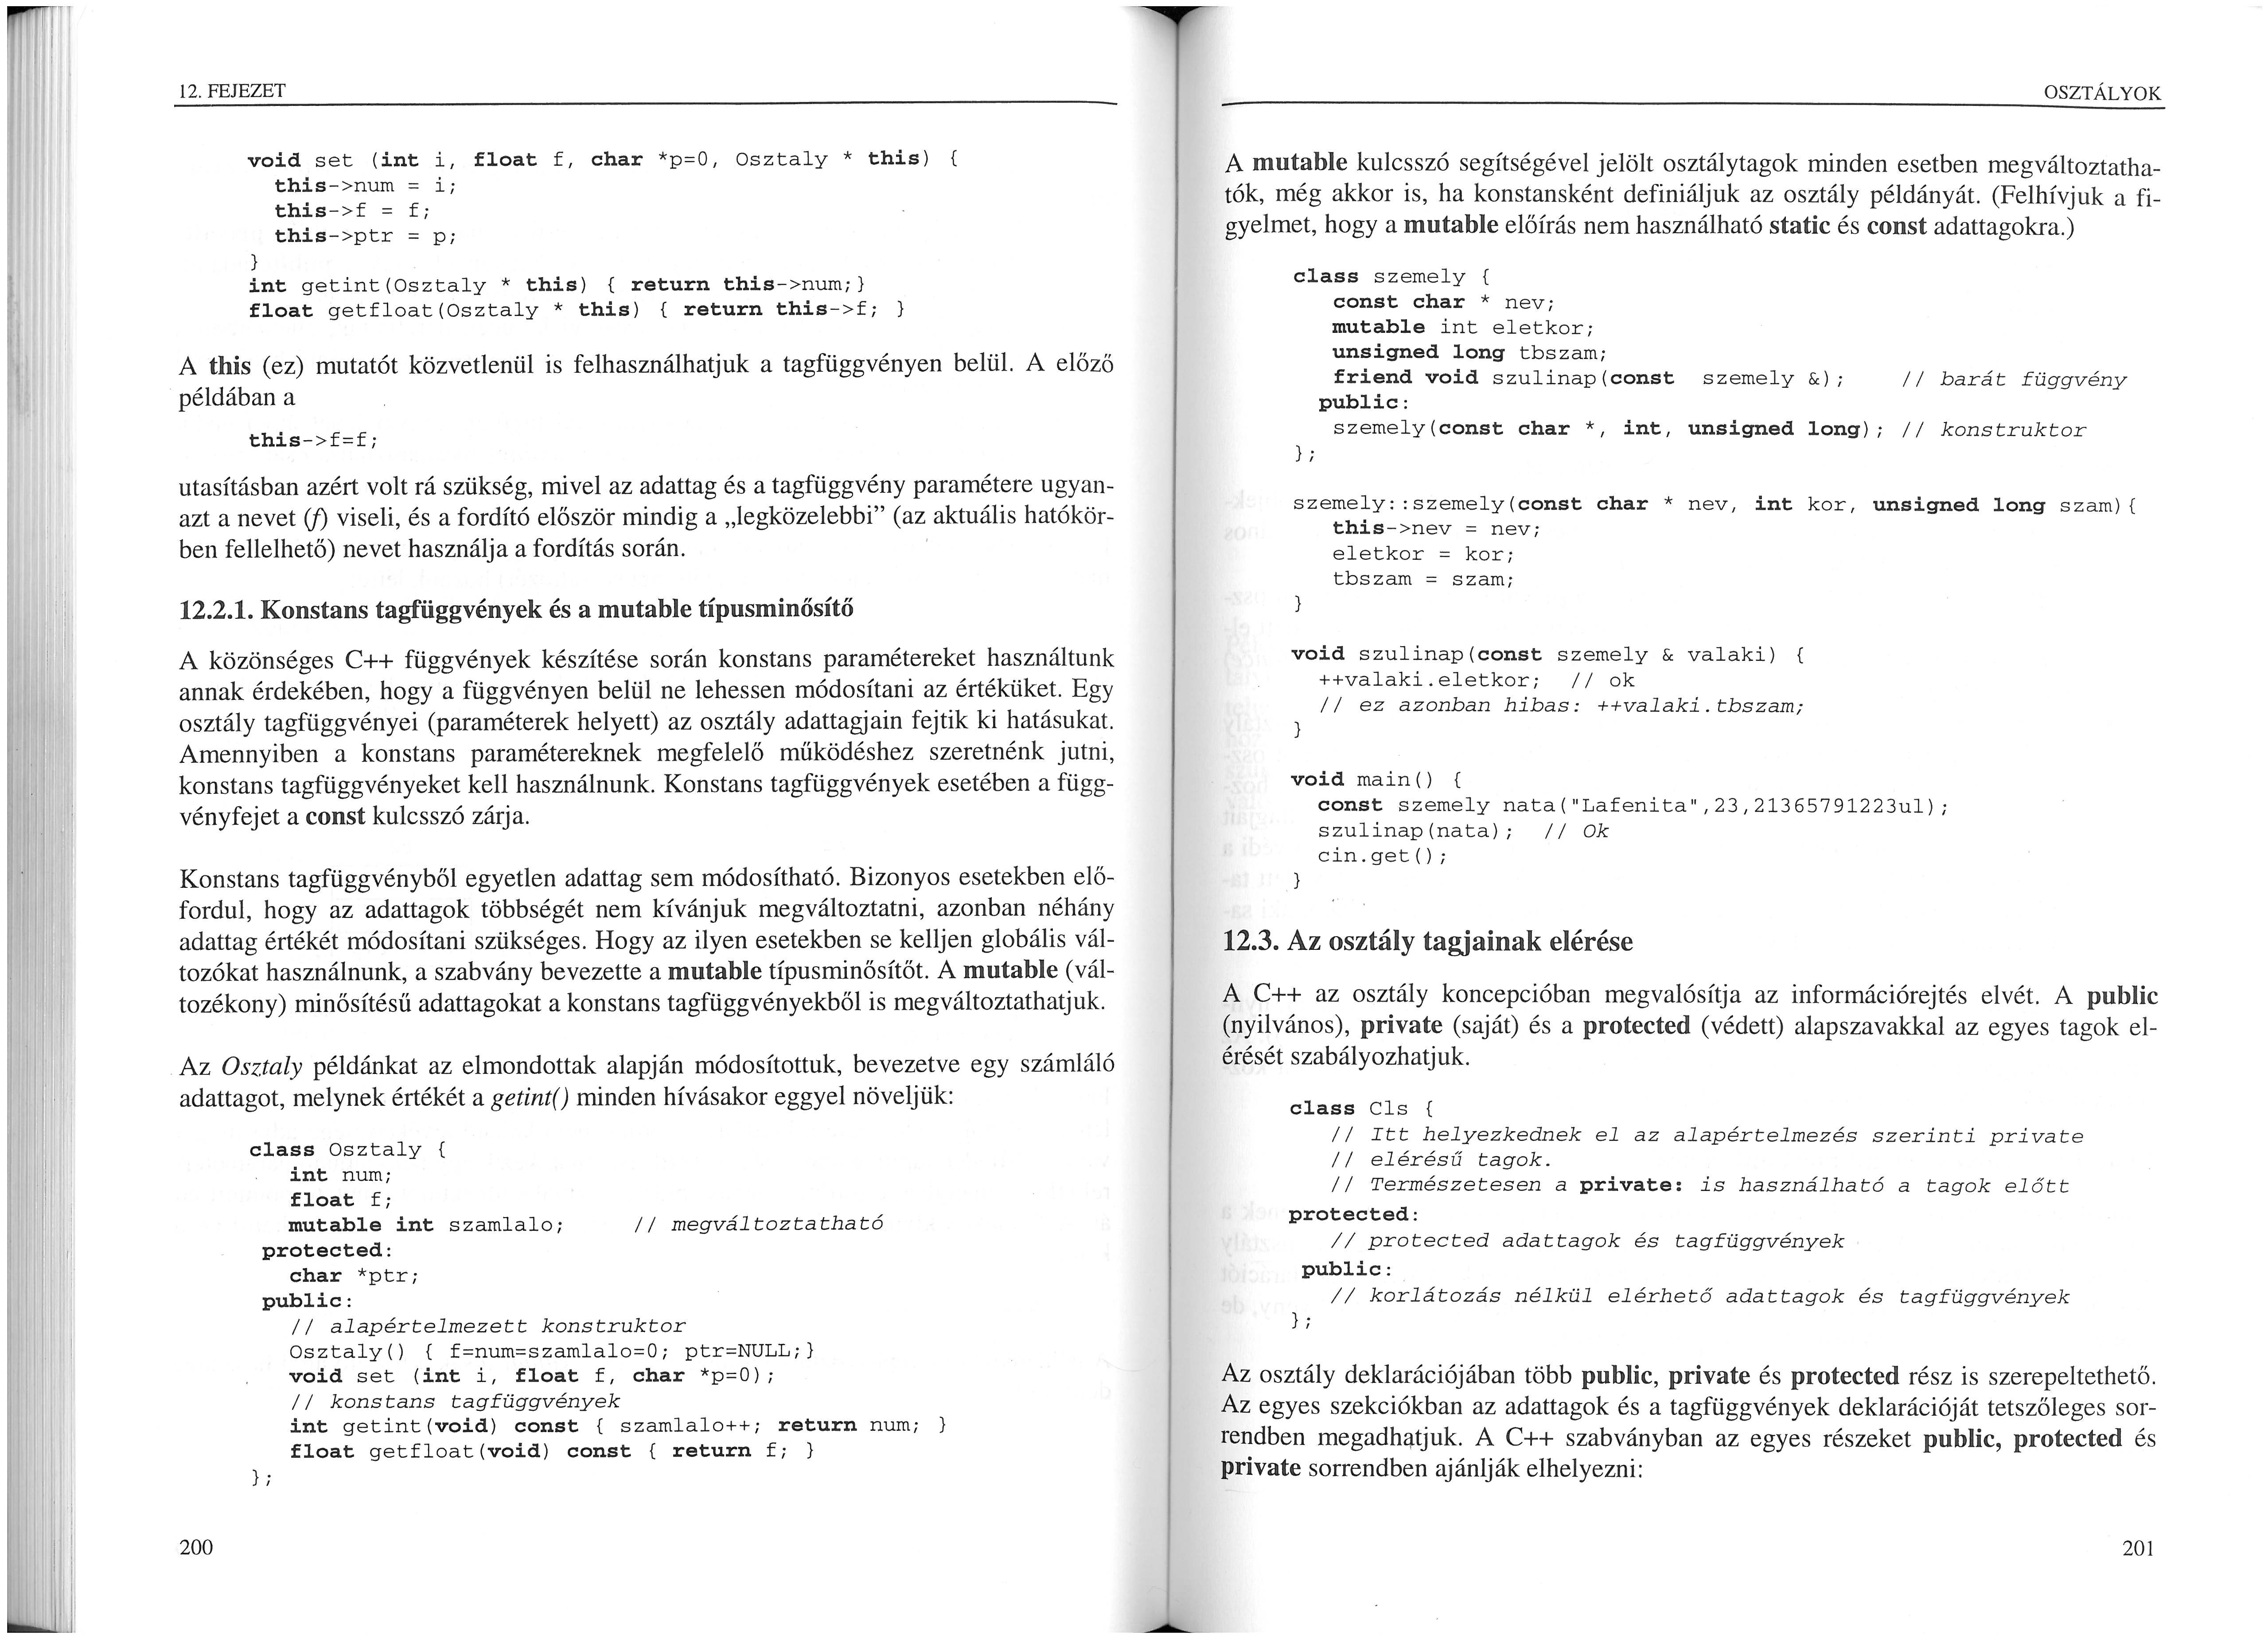 12. FEJEZET
void set (int i, float f, char *p=0, Osztaly * this) {
this->num = i;
this->f = f;
this->ptr = p;
}
int getint(Osztaly * this) { return this->num;}
float getfloat(Osztaly * this) { return this->f; }
A this (ez) mutatót közvetlenül is felhasználhatjuk a tagfüggvényen belül. A előző
példában a
this->f=f;
utasításban azért volt rá szükség, mivel az adattag és a tagfüggvény paramétere ugyan-
azt a nevet (f) viseli, és a fordító először mindig a „legközelebbi” (az aktuális hatókör-
ben fellelhető) nevet használja a fordítás során.
12.2.1. Konstans tagfüggvények és a mutable típusminősítő
A közönséges C++ függvények készítése során konstans paramétereket használtunk
annak érdekében, hogy a függvényen belül ne lehessen módosítani az értéküket. Egy
osztály tagfüggvényei (paraméterek helyett) az osztály adattagjain fejtik ki hatásukat.
Amennyiben a konstans paramétereknek megfelelő működéshez szeretnénk jutni,
konstans tagfüggvényeket kell használnunk. Konstans tagfüggvények esetében a függ-
vényfejet a const kulcsszó zárja.
Konstans tagfüggvényből egyetlen adattag sem módosítható. Bizonyos esetekben elő-
fordul, hogy az adattagok többségét nem kívánjuk megváltoztatni, azonban néhány
adattag értékét módosítani szükséges. Hogy az ilyen esetekben se kelljen globális vál-
tozókat használnunk, a szabvány bevezette a mutable típusminősítőt. A mutable (vál-
tozékony) minősítésű adattagokat a konstans tagfüggvényekből is megváltoztathatjuk.
Az Osztaly példánkat az elmondottak alapján módosítottuk, bevezetve egy számláló
adattagot, melynek értékét a getint() minden hívásakor eggyel növeljük:
class Osztaly {
int num;
float f;
mutable int szamlalo; // megváltoztatható
protected:
char *ptr;
public:
// alapértelmezett konstruktor
Osztaly() { f=num=szamlalo=0; ptr=NULL;}
void set (int i, float f, char *p=0);
// konstans tagfüggvények
int getint(void) const { szamlalo++; return num; }
float getfloat(void) const { return f; }
};
200
OSZTÁLYOK
A mutable kulcsszó segítségével jelölt osztálytagok minden esetben megváltoztatha-
tók, még akkor is, ha konstansként definiáljuk az osztály példányát. (Felhívjuk a fi-
gyelmet, hogy a mutable előírás nem használható static és const adattagokra.)
class szemely {
const char * nev;
mutable int eletkor;
unsigned long tbszam;
friend void szulinap(const szemely &); // barát függvény
public:
szemely(const char *, int, unsigned long); // konstruktor
};
szemely::szemely(const char * nev, int kor, unsigned long szam){
this->nev = nev;
eletkor = kor;
tbszam = szam;
}
void szulinap(const szemely & valaki) {
++valaki.eletkor; // ok
// ez azonban hibas: ++valaki.tbszam;
}
void main() {
const szemely nata("Lafenita",23,21365791223ul);
szulinap(nata); // Ok
cin.get();
}
12.3. Az osztály tagjainak elérése
A C++ az osztály koncepcióban megvalósítja az információrejtés elvét. A public
(nyilvános), private (saját) és a protected (védett) alapszavakkal az egyes tagok el-
érését szabályozhatjuk.
class Cls {
// Itt helyezkednek el az alapértelmezés szerinti private
// elérésű tagok.
// Természetesen a private: is használható a tagok előtt
protected:
// protected adattagok és tagfüggvények
public:
// korlátozás nélkül elérhető adattagok és tagfüggvények
};
Az osztály deklarációjában több public, private és protected rész is szerepeltethető.
Az egyes szekciókban az adattagok és a tagfüggvények deklarációját tetszőleges sor-
rendben megadhatjuk. A C++ szabványban az egyes részeket public, protected és
private sorrendben ajánlják elhelyezni:
201